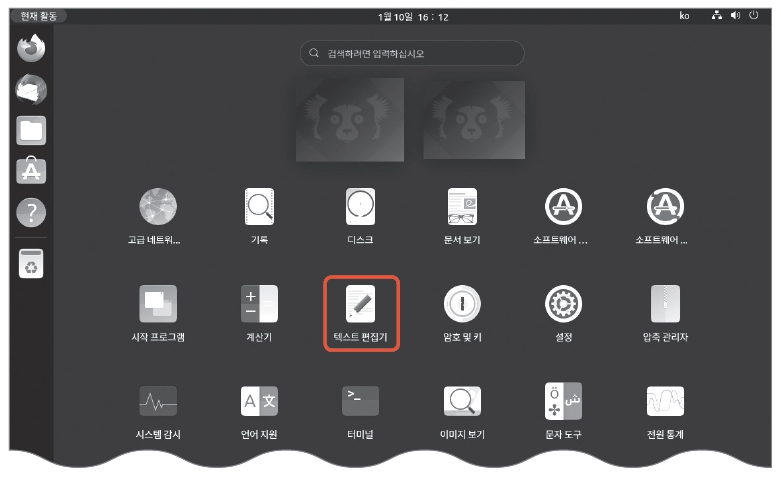 현재 활동
1월 10일 16 : 12
ko
검색하려면 입력하십시오
고급 네트워...
기록
디스크
문서 보기
소프트웨어 ...
소프트웨어 ...
시작 프로그램
계산기
텍스트 편집기
암호 및 키
설정
압축 관리자
시스템 감시
언어 지원
터미널
이미지 보기
문자 도구
전원 통계